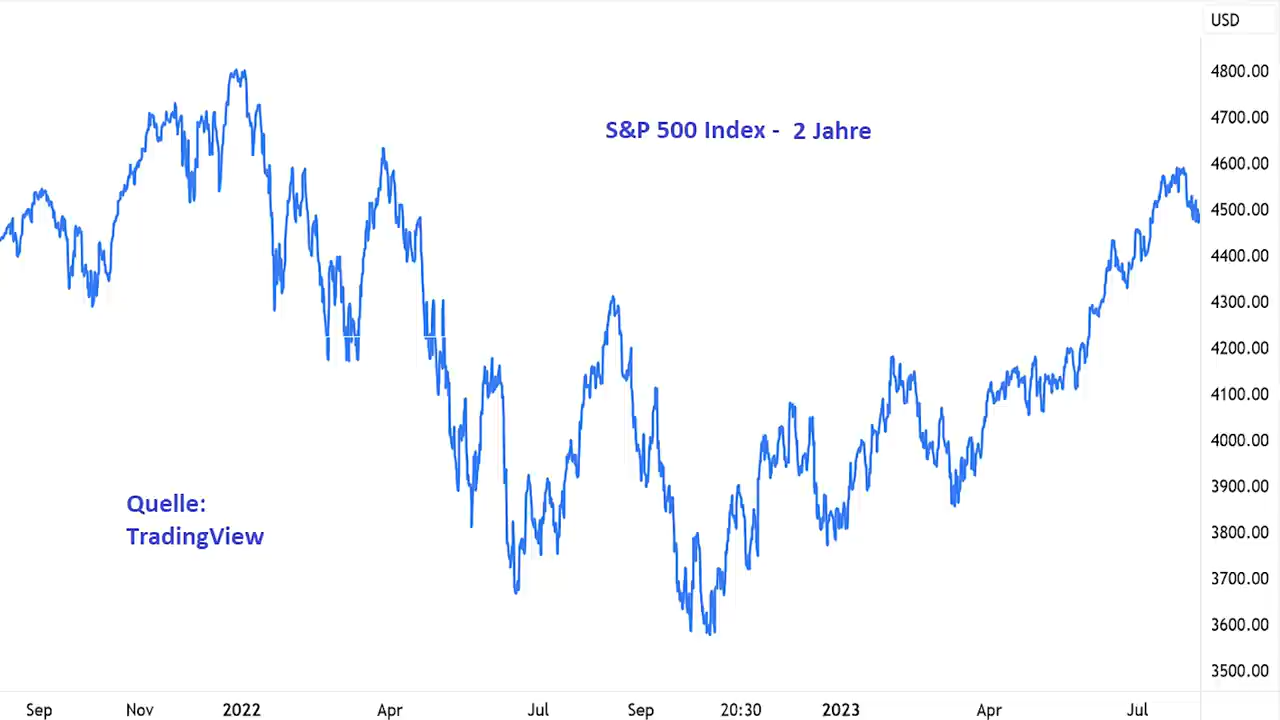 USD
4800.00
S&P 500 Index -  2 Jahre
4700.00
4600.00
4500.00
4400.00
4300.00
4200.00
4100.00
4000.00
3900.00
Quelle:
TradingView
3800.00
3700.00
3600.00
3500.00
Sep Nov 2022 Apr Jul Sep 20:30 2023 Apr Jul